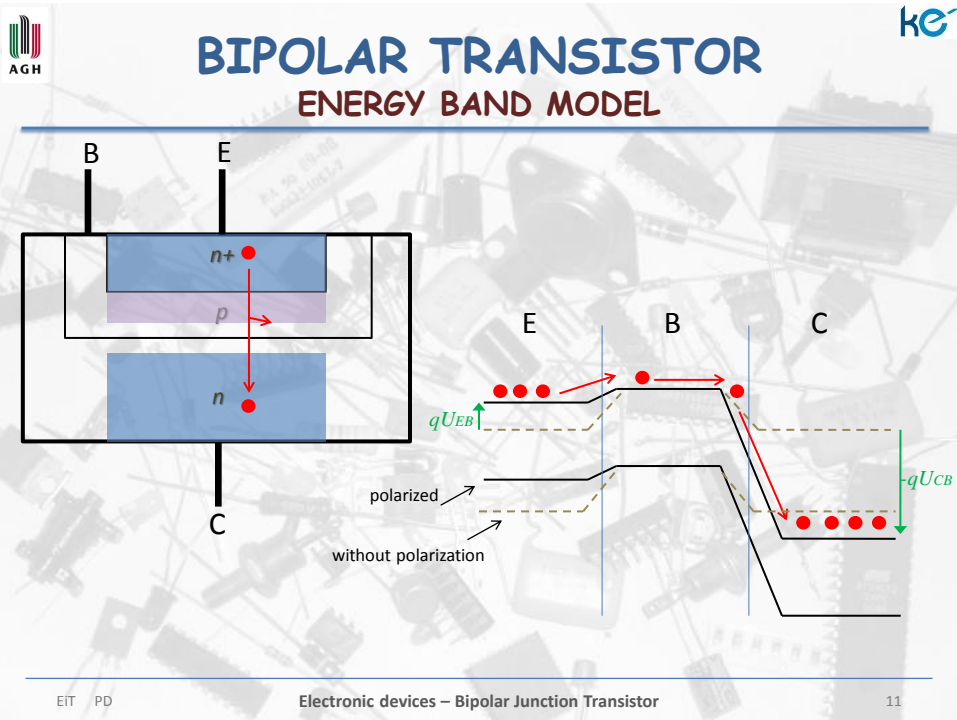 AGH
ke
BIPOLAR TRANSISTOR
ENERGY BAND MODEL
B
E
n+
p
n
C
E
B
C
qUEB
-qUCB
polarized
without polarization
EiT PD
Electronic devices – Bipolar Junction Transistor
11